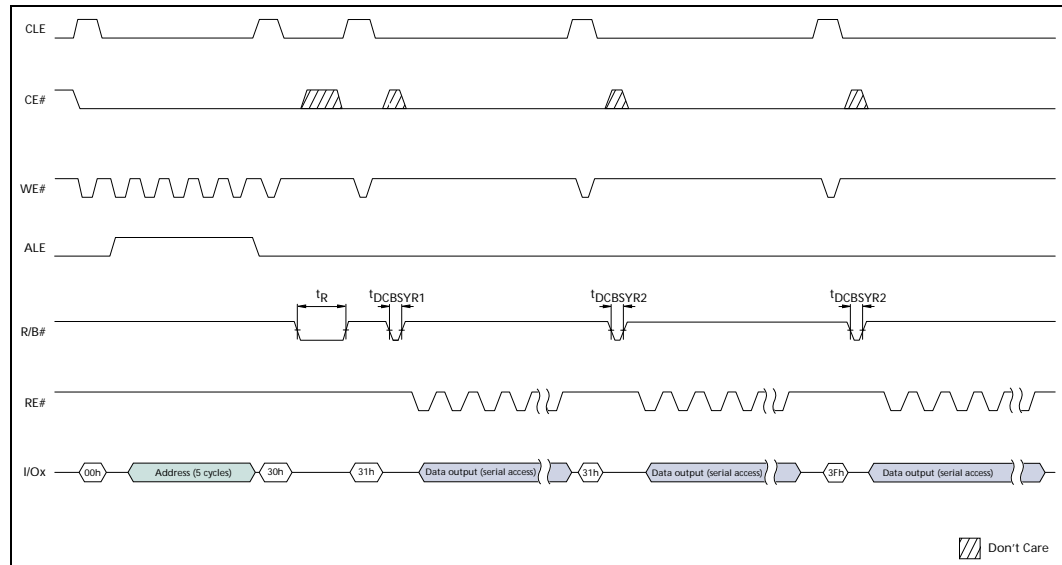 CLE
CE#
WE#
ALE
tR tDCBSYR1 tDCBSYR2 tDCBSYR2
R/B#
RE#
I/Ox 00h Address (5 cycles) 30h 31h Data output (serial access) 31h Data output (serial access) 3Fh Data output (serial access)
Don't Care